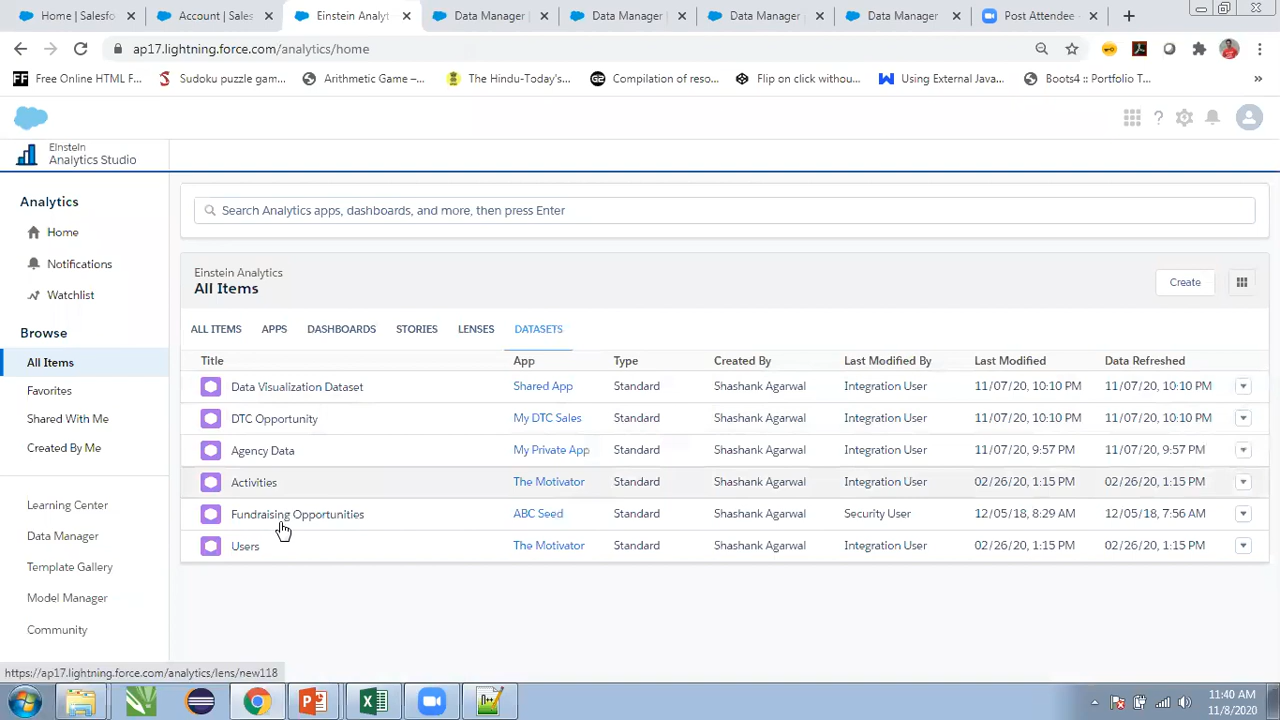 Home | Salesfo
Account | Sales
Einstein Analyt
Data Manager
Data Manager
Data Manager
Data Manager
Post Attendee -
ap17.lightning.force.com/analytics/home
Free Online HTML F...
Sudoku puzzle gam...
Arithmetic Game –...
The Hindu-Today's...
Compilation of reso...
Flip on click withou...
Using External Java...
Boots4 :: Portfolio T...
Einstein
Analytics Studio
Analytics
Home
Notifications
Watchlist
Browse
All Items
Favorites
Shared With Me
Created By Me
Learning Center
Data Manager
Template Gallery
Model Manager
Community
Search Analytics apps, dashboards, and more, then press Enter
Einstein Analytics
All Items
Create
ALL ITEMS APPS DASHBOARDS STORIES LENSES DATASETS
Title App Type Created By Last Modified By Last Modified Data Refreshed
Data Visualization Dataset Shared App Standard Shashank Agarwal Integration User 11/07/20, 10:10 PM 11/07/20, 10:10 PM
DTC Opportunity My DTC Sales Standard Shashank Agarwal Integration User 11/07/20, 10:10 PM 11/07/20, 10:10 PM
Agency Data My Private App Standard Shashank Agarwal Integration User 11/07/20, 9:57 PM 11/07/20, 9:57 PM
Activities The Motivator Standard Shashank Agarwal Integration User 02/26/20, 1:15 PM 02/26/20, 1:15 PM
Fundraising Opportunities ABC Seed Standard Shashank Agarwal Security User 12/05/18, 8:29 AM 12/05/18, 7:56 AM
Users The Motivator Standard Shashank Agarwal Integration User 02/26/20, 1:15 PM 02/26/20, 1:15 PM
https://ap17.lightning.force.com/analytics/lens/new118
11:40 AM
11/8/2020